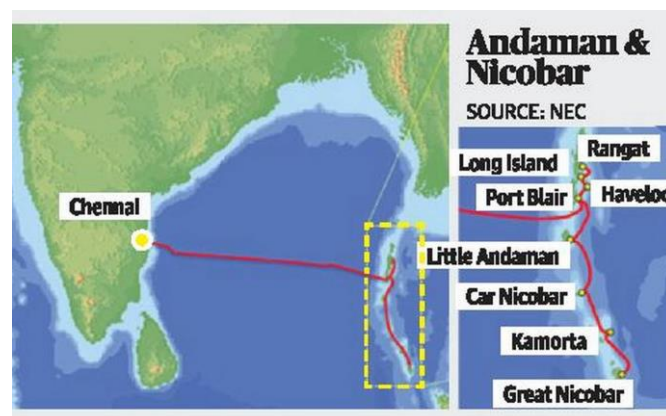 Andaman &
Nicobar
SOURCE: NEC
Chennai
Long Island
Rangat
Port Blair
Haveloc
Little Andaman
Car Nicobar
Kamorta
Great Nicobar